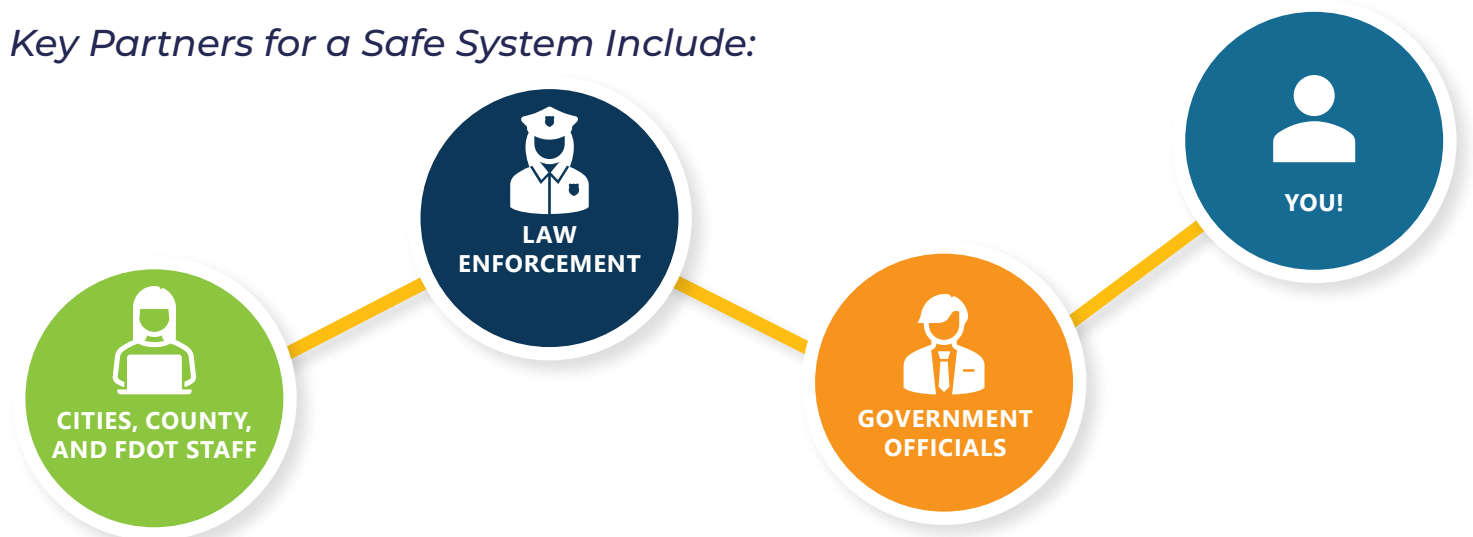 Key Partners for a Safe System Include:
CITIES, COUNTY,
AND FDOT STAFF
LAW
ENFORCEMENT
GOVERNMENT
OFFICIALS
YOU!